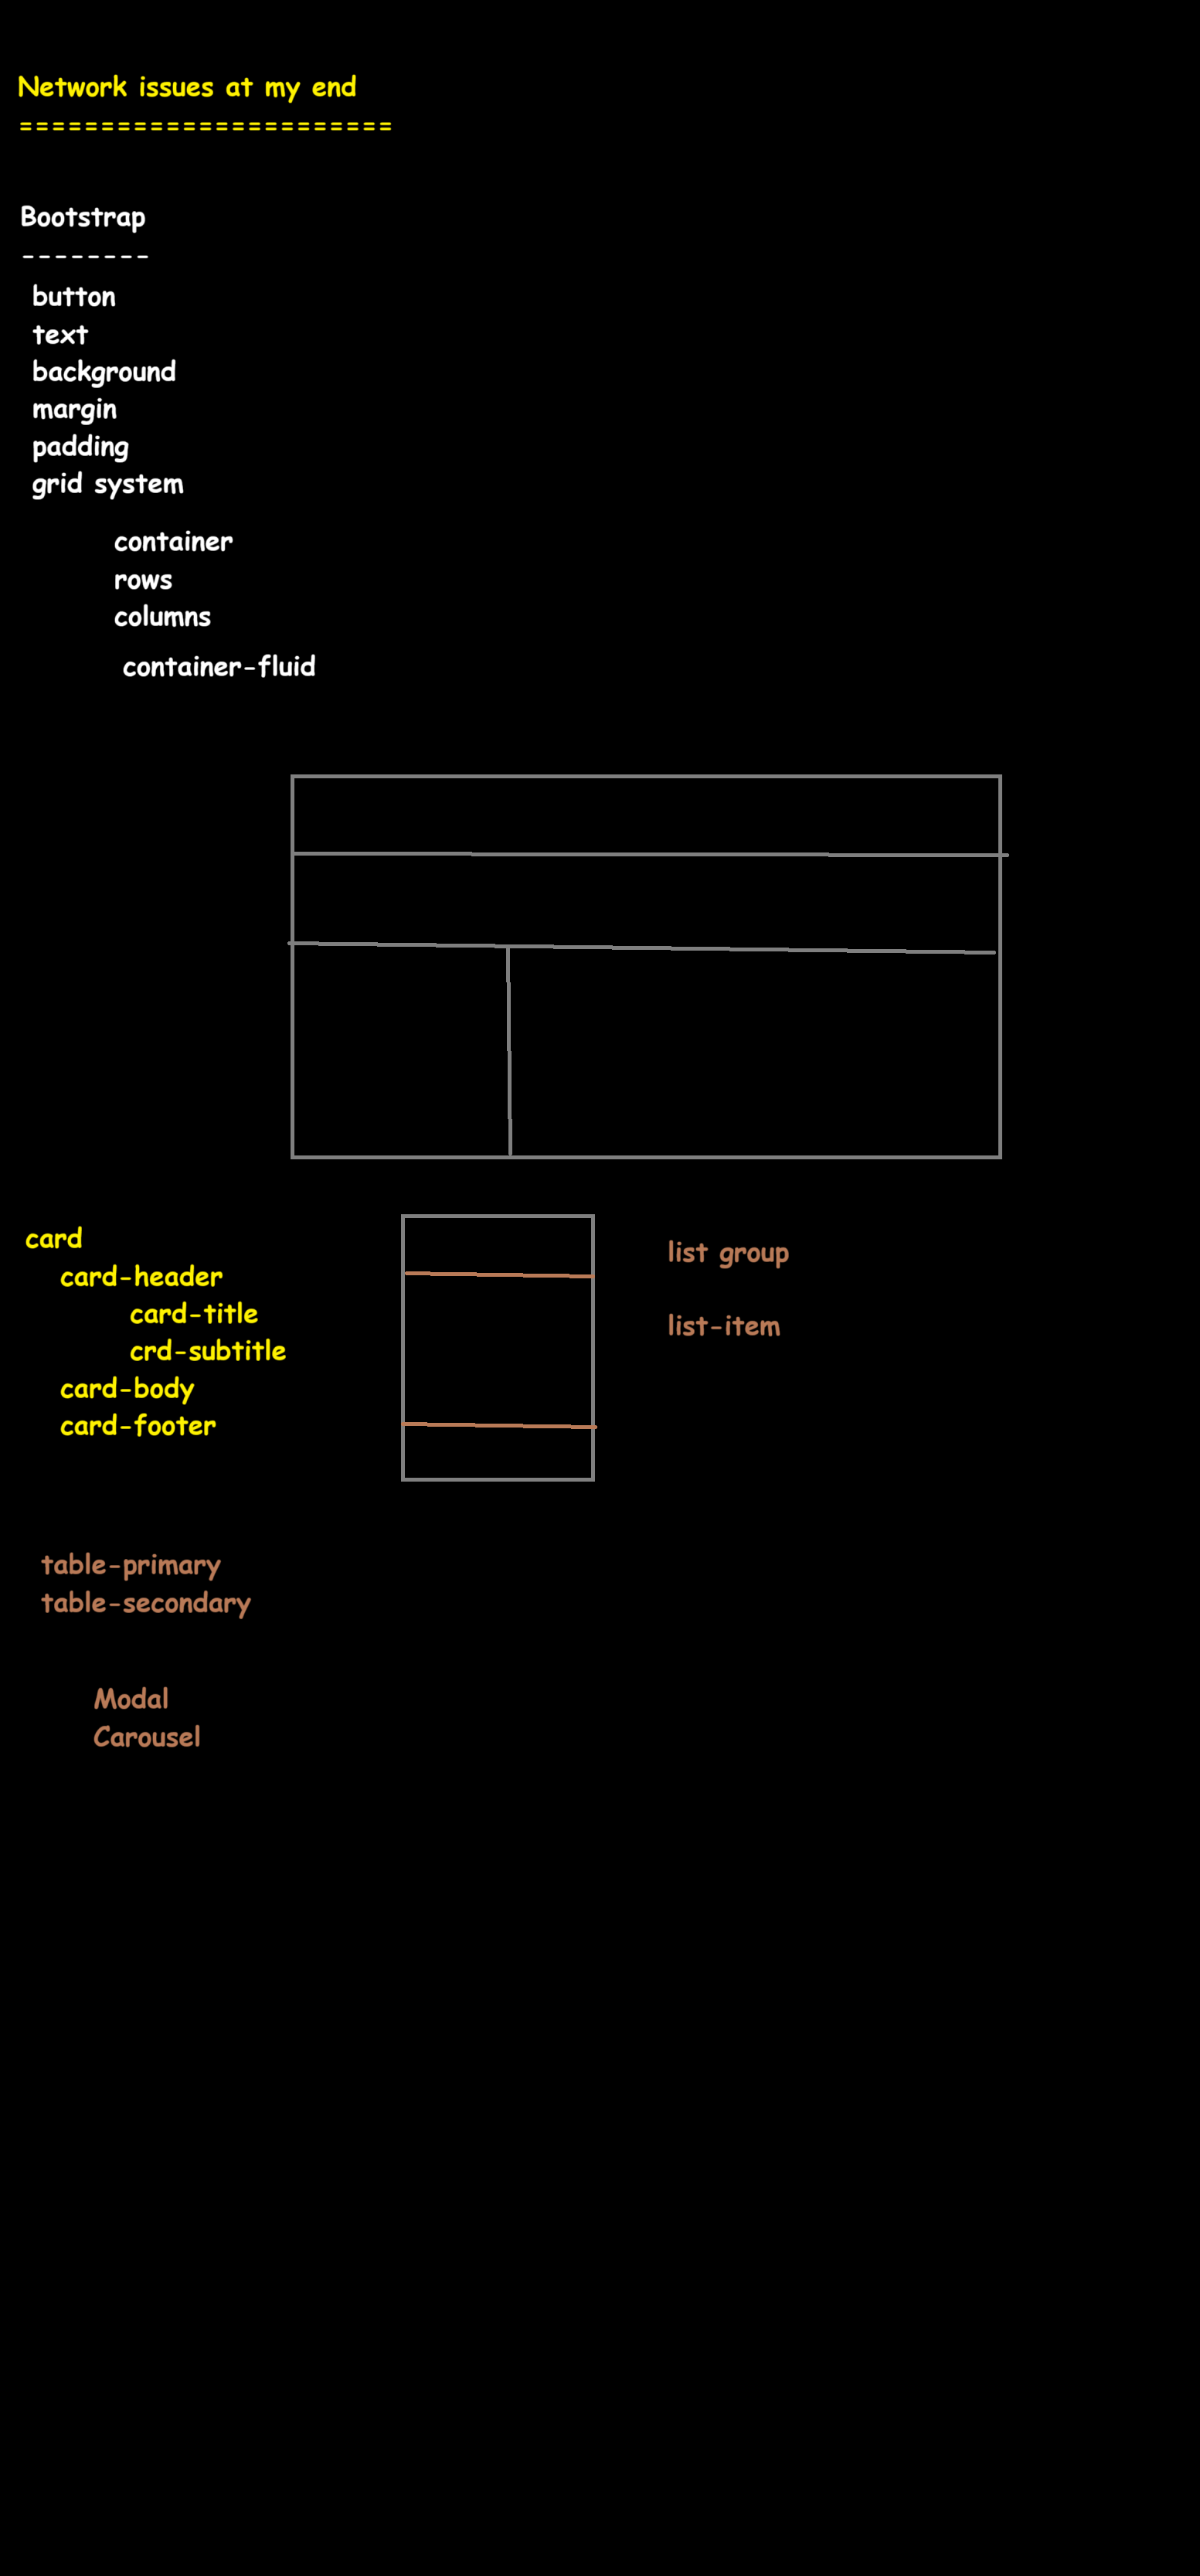 Network issues at my end
=======================
Bootstrap
--------
button
text
background
margin
padding
grid system
container
rows
columns
container-fluid
card
card-header
card-title
crd-subtitle
card-body
card-footer
list group
list-item
table-primary
table-secondary
Modal
Carousel